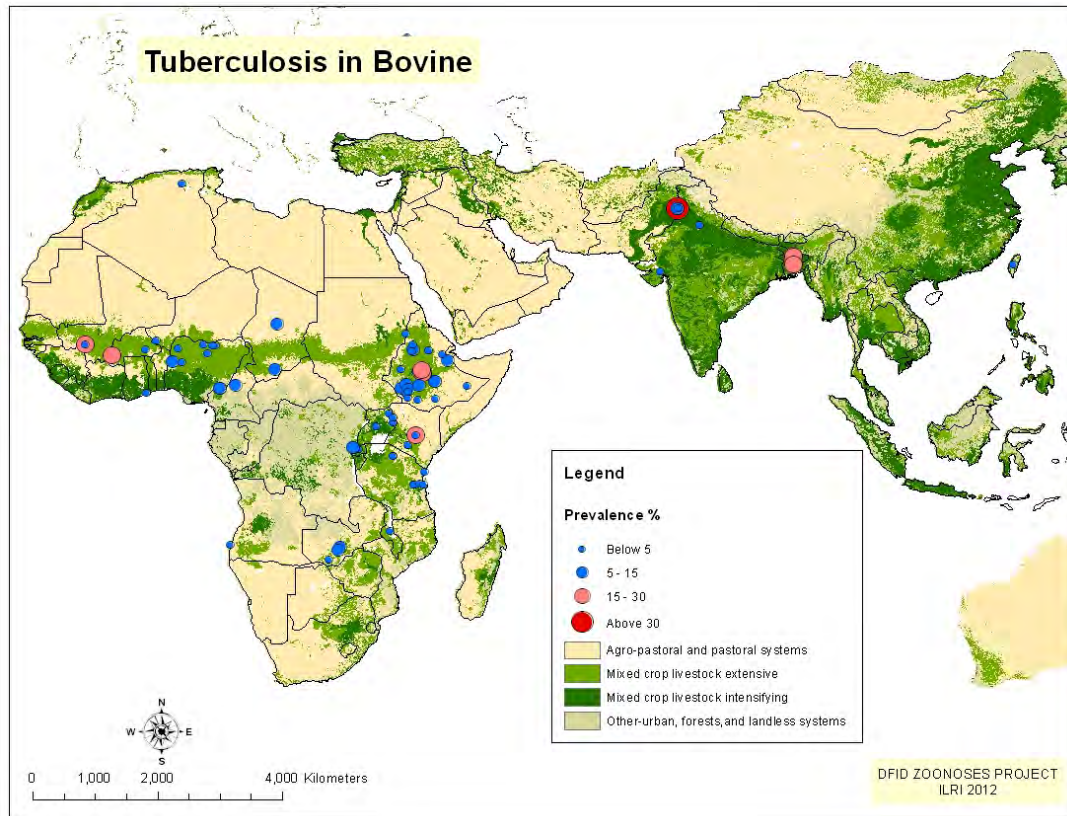 Tuberculosis in Bovine
Legend
Prevalence %
Below 5
5 - 15
15 - 30
Above 30
Agro-pastoral and pastoral systems
Mixed crop livestock extensive
Mixed crop livestock intensifying
Other-urban, forests, and landless systems
N
W
E
S
0 1,000 2,000 4,000 Kilometers
DFID ZOONOSES PROJECT
ILRI 2012